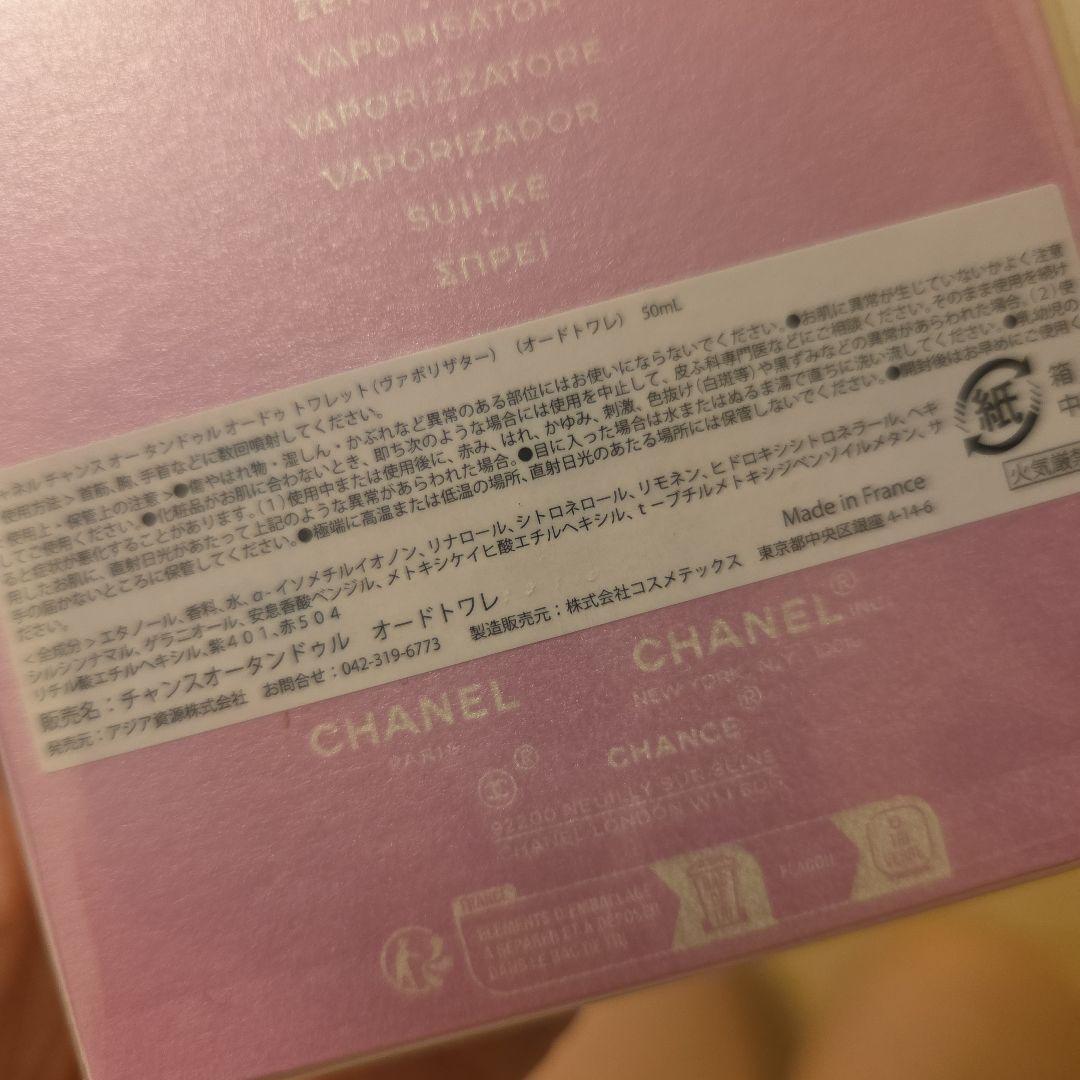 VAPORISATOR
VAPORIZZATORE
VAPORIZADOR
SUIHKE
ΣΠΡΕΪ
ャネル チャンス オー タンドゥル オードゥ トワレット(ヴァポリザター) (オードトワレ) 50mL
使用方法> 首筋、腕、手首などに数回噴射してください。
使用上・保管上の注意>●傷やはれ物・湿しん・かぶれなど異常のある部位にはお使いにならないでください。●お肌に異常が生じていないかよく注意
してご使用ください。●化粧品がお肌に合わないとき、即ち次のような場合には使用を中止して、皮ふ科専門医などにご相談ください。そのまま使用を続け
ると症状が悪化することがあります。(1)使用中または使用後に、赤み、はれ、かゆみ、刺激、色抜け(白斑等)や黒ずみなどの異常があらわれた場合。(2)使
用したお肌に、直射日光があたって上記のような異常があらわれた場合。●目に入った場合は水またはぬるま湯で直ちに洗い流してください。●乳幼児の
手の届かないところに保管してください。●極端に高温または低温の場所、直射日光のあたる場所には保管しないでください。●開封後はお早めにご使用く
ださい。
<全成分>エタノール、香料、水、α-イソメチルイオノン、リナロール、シトロネロール、リモネン、ヒドロキシシトロネラール、ヘキ
シルシンナマル、ゲラニオール、安息香酸ベンジル、メトキシケイヒ酸エチルヘキシル、t-ブチルメトキシジベンゾイルメタン、サ
リチル酸エチルヘキシル、紫401、赤504
紙
箱
中
火気厳禁
Made in France
販売名:チャンスオータンドゥル オードトワレ
発売元:アジア資源株式会社 お問合せ:042-319-6773 製造販売元:株式会社コスメテックス 東京都中央区銀座 4-14-6
CHANEL
PARIS
CHANEL®
INC.
NEW YORK N.Y.
®
CHANCE®
92200 NEUILLY SUR SEINE
CHANEL LONDON
FRANCE
ÉLÉMENTS D'EMBALLAGE
À SÉPARER ET À DÉPOSER
DANS LE BAC DE TRI